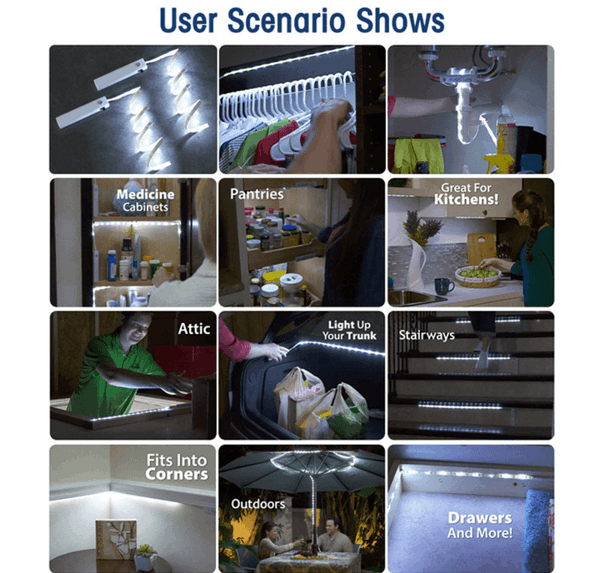 User Scenario Shows
Medicine
Cabinets
Pantries
Great For
Kitchens!
Attic
Light Up
Your Trunk
Stairways
Fits Into
Corners
Outdoors
Drawers
And More!